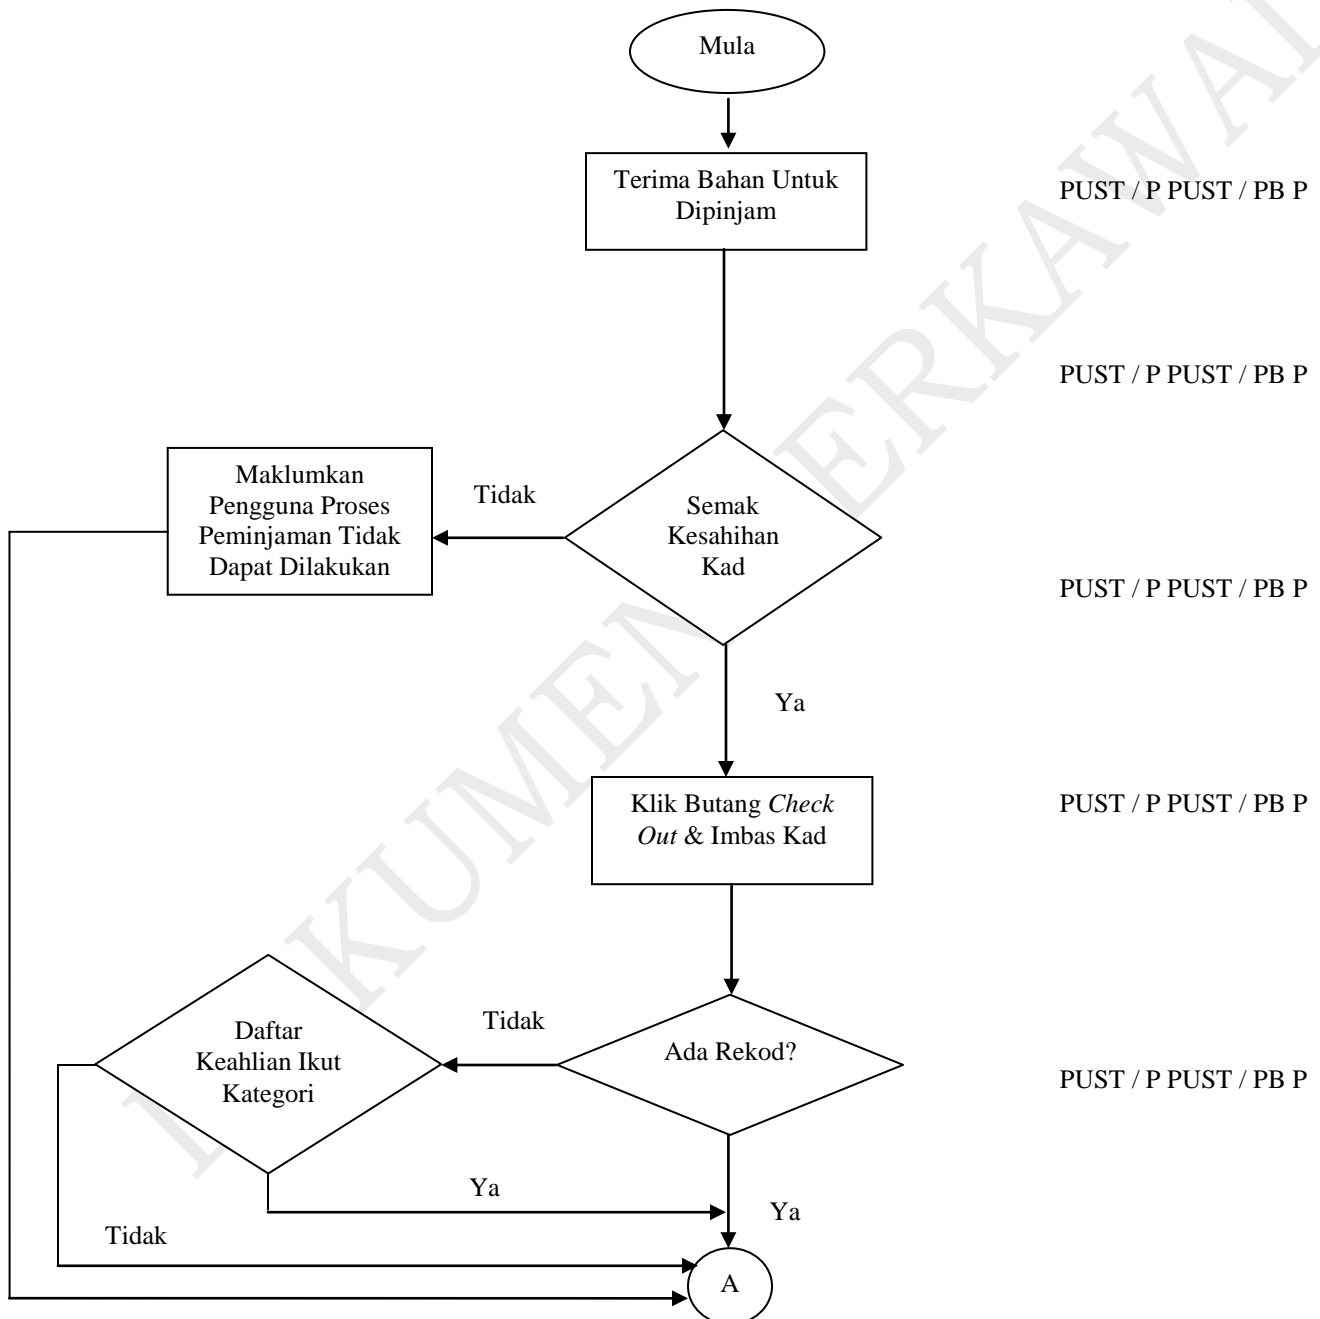 Mula
Terima Bahan Untuk
Dipinjam
PUST / P PUST / PB P
PUST / P PUST / PB P
Maklumkan
Pengguna Proses
Peminjaman Tidak
Dapat Dilakukan
Tidak
Semak
Kesahihan
Kad
PUST / P PUST / PB P
Ya
Klik Butang Check
Out & Imbas Kad
PUST / P PUST / PB P
Daftar
Keahlian Ikut
Kategori
Tidak
Ada Rekod?
PUST / P PUST / PB P
Ya
Ya
Tidak
A